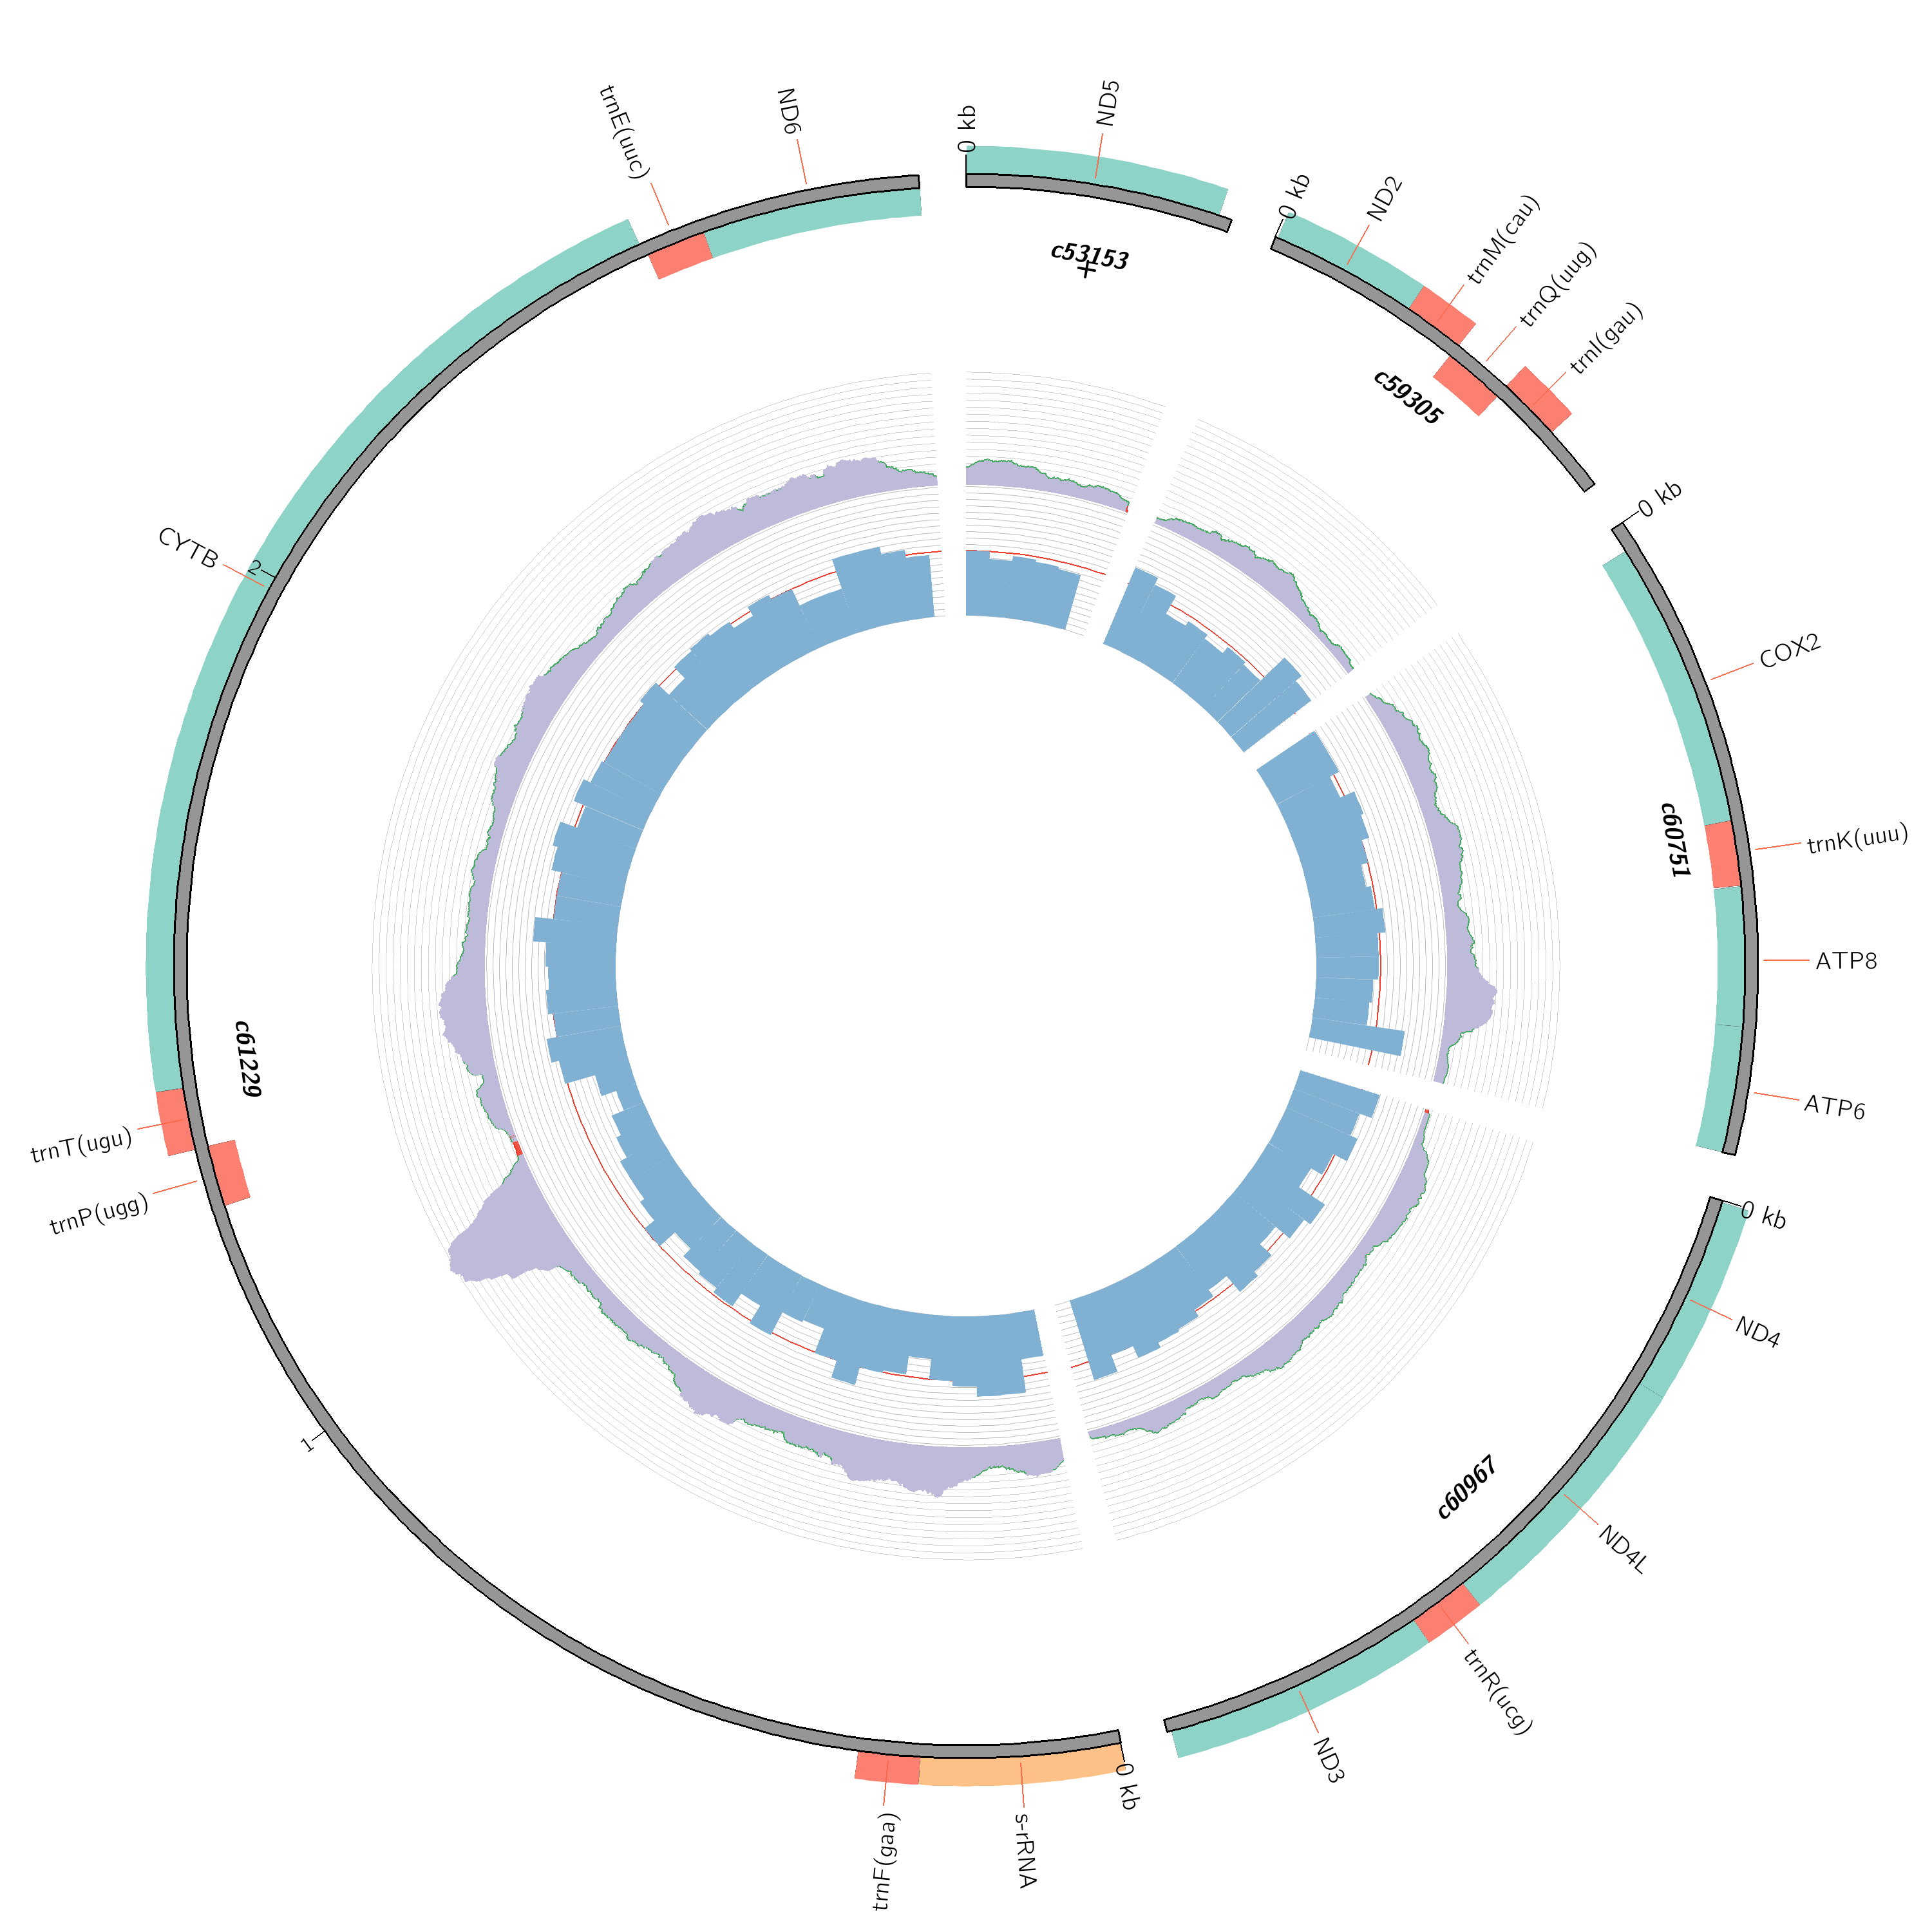 0 kb
ND5
c53153
+
0 kb
ND2
trnM(cau)
trnQ(uug)
trnI(gau)
c59305
0 kb
COX2
trnK(uuu)
c60751
ATP8
ATP6
0 kb
ND4
ND4L
c60967
trnR(ucg)
ND3
0 kb
s-rRNA
trnF(gaa)
1
trnP(ugg)
trnT(ugu)
c61229
2
CYTB
trnE(uuc)
ND6